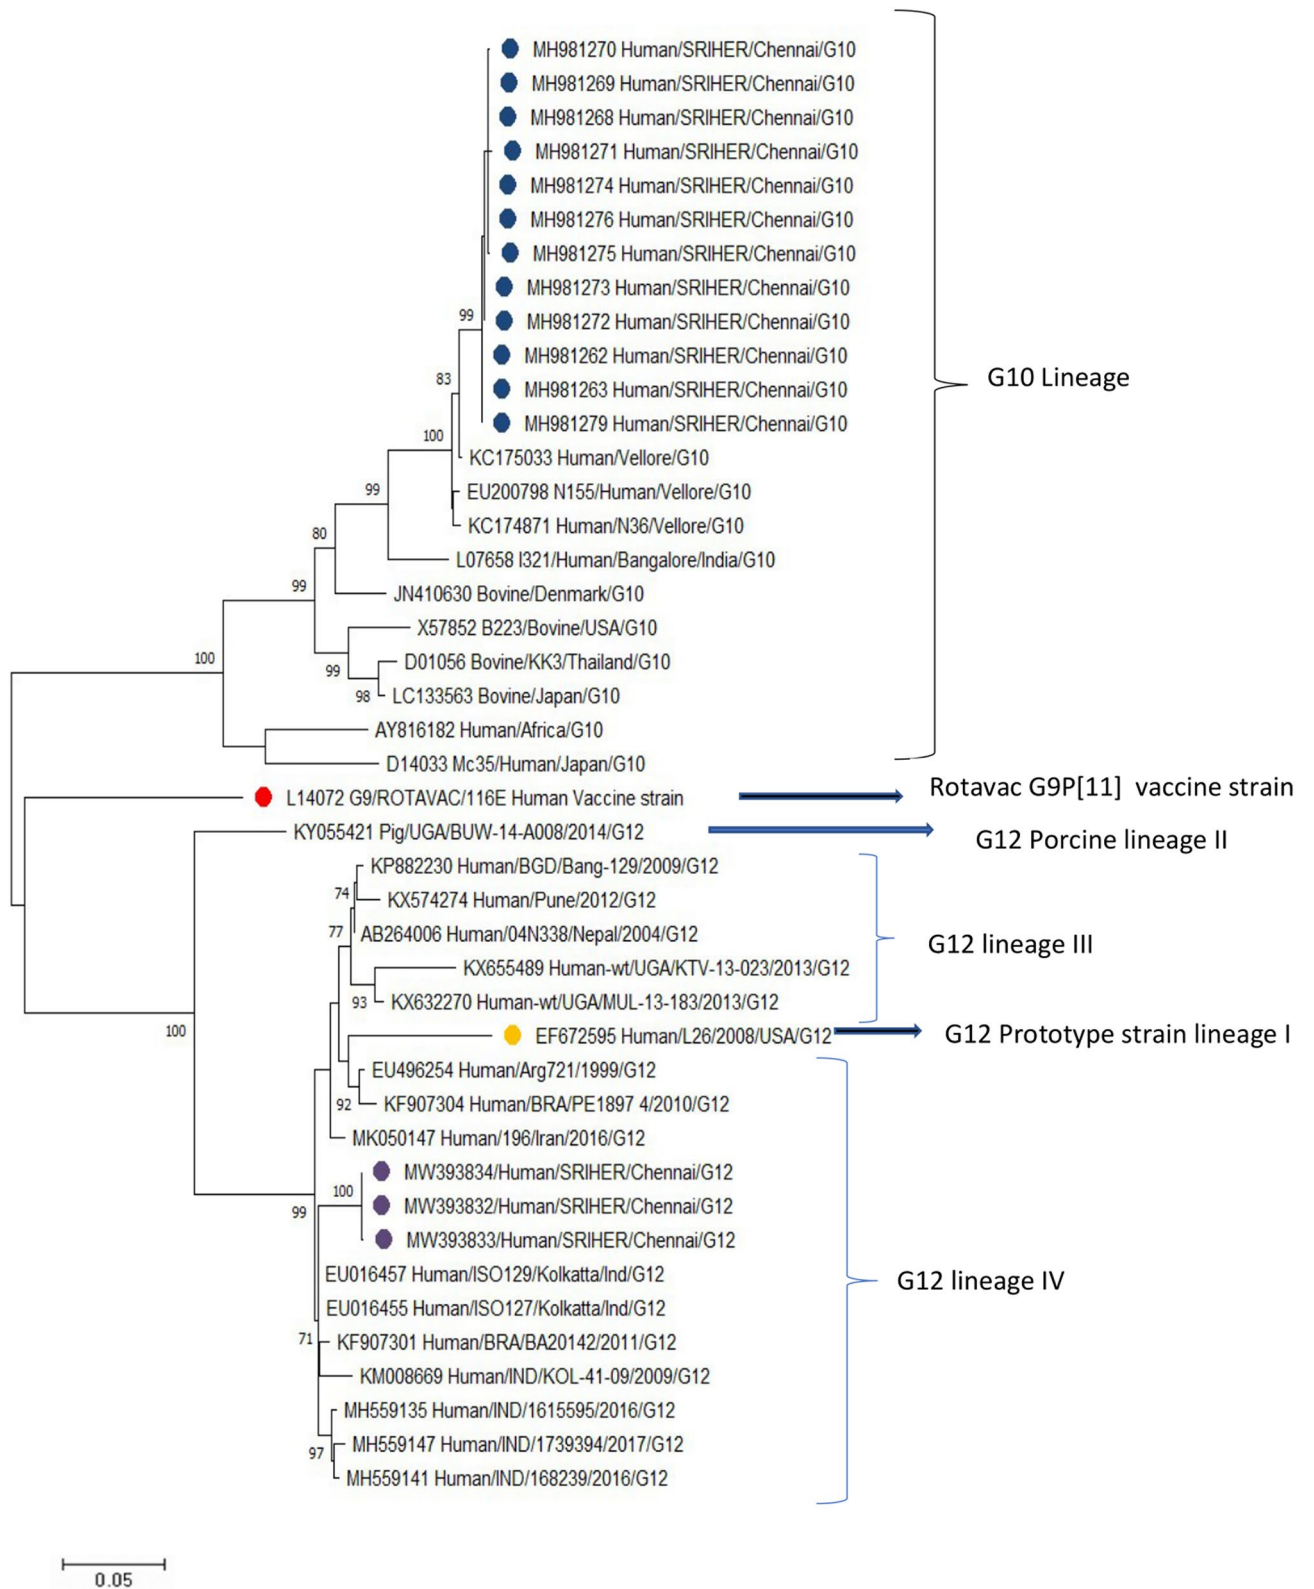 MH981270 Human/SRIHER/Chennai/G10
MH981269 Human/SRIHER/Chennai/G10
MH981268 Human/SRIHER/Chennai/G10
MH981271 Human/SRIHER/Chennai/G10
MH981274 Human/SRIHER/Chennai/G10
MH981276 Human/SRIHER/Chennai/G10
MH981275 Human/SRIHER/Chennai/G10
MH981273 Human/SRIHER/Chennai/G10
99
MH981272 Human/SRIHER/Chennai/G10
MH981262 Human/SRIHER/Chennai/G10
83
G10 Lineage
MH981263 Human/SRIHER/Chennai/G10
MH981279 Human/SRIHER/Chennai/G10
100
KC175033 Human/Vellore/G10
99
EU200798 N155/Human/Vellore/G10
KC174871 Human/N36/Vellore/G10
80
L07658 I321/Human/Bangalore/India/G10
99
JN410630 Bovine/Denmark/G10
X57852 B223/Bovine/USA/G10
100
D01056 Bovine/KK3/Thailand/G10
99
98
LC133563 Bovine/Japan/G10
AY816182 Human/Africa/G10
D14033 Mc35/Human/Japan/G10
L14072 G9/ROTAVAC/116E Human Vaccine strain
Rotavac G9P[11] vaccine strain
KY055421 Pig/UGA/BUW-14-A008/2014/G12
G12 Porcine lineage II
KP882230 Human/BGD/Bang-129/2009/G12
74
KX574274 Human/Pune/2012/G12
77
AB264006 Human/04N338/Nepal/2004/G12
G12 lineage III
KX655489 Human-wt/UGA/KTV-13-023/2013/G12
93
KX632270 Human-wt/UGA/MUL-13-183/2013/G12
100
EF672595 Human/L26/2008/USA/G12
G12 Prototype strain lineage I
EU496254 Human/Arg721/1999/G12
92
KF907304 Human/BRA/PE1897 4/2010/G12
MK050147 Human/196/Iran/2016/G12
MW393834/Human/SRIHER/Chennai/G12
100
MW393832/Human/SRIHER/Chennai/G12
99
MW393833/Human/SRIHER/Chennai/G12
EU016457 Human/ISO129/Kolkatta/Ind/G12
G12 lineage IV
EU016455 Human/ISO127/Kolkatta/Ind/G12
71
KF907301 Human/BRA/BA20142/2011/G12
KM008669 Human/IND/KOL-41-09/2009/G12
MH559135 Human/IND/1615595/2016/G12
97
MH559147 Human/IND/1739394/2017/G12
MH559141 Human/IND/168239/2016/G12
0.05